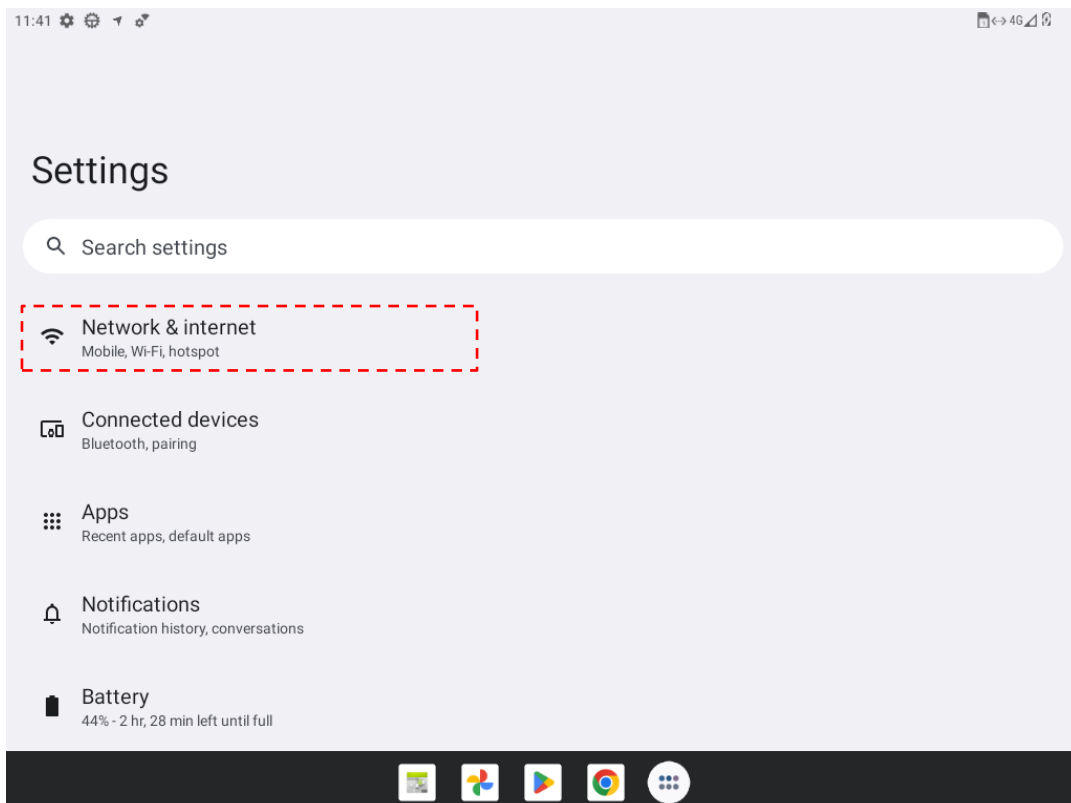 11:41
4G
Settings
Search settings
Network & internet
Mobile, Wi-Fi, hotspot
Connected devices
Bluetooth, pairing
Apps
Recent apps, default apps
Notifications
Notification history, conversations
Battery
44% - 2 hr, 28 min left until full